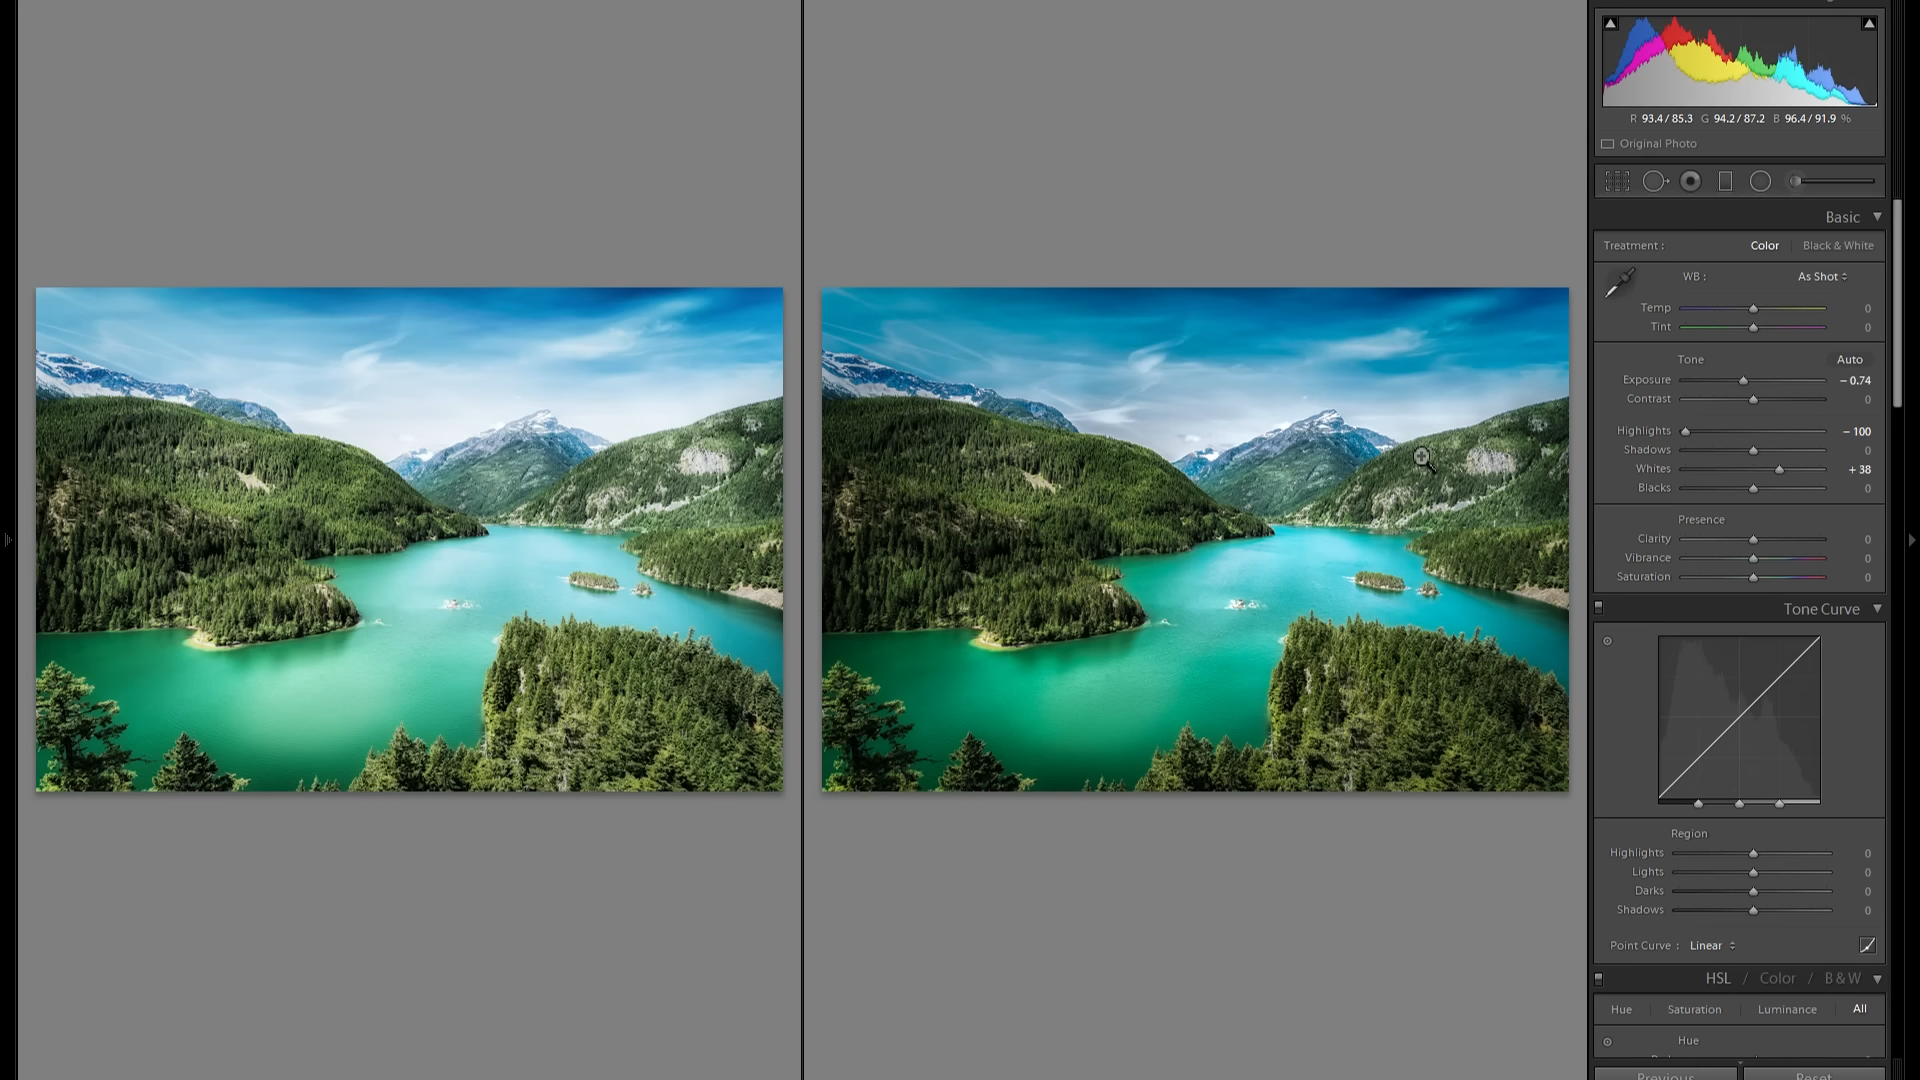 R 93.4 / 85.3 G 94.2 / 87.2 B 96.4 / 91.9 %
Original Photo
Basic
Treatment : Color Black & White
WB : As Shot
Temp 0
Tint 0
Tone Auto
Exposure – 0.74
Contrast 0
Highlights – 100
Shadows 0
Whites + 38
Blacks 0
Presence
Clarity 0
Vibrance 0
Saturation 0
Tone Curve
Region
Highlights 0
Lights 0
Darks 0
Shadows 0
Point Curve : Linear
HSL / Color / B & W
Hue Saturation Luminance All
Hue
Previous Reset